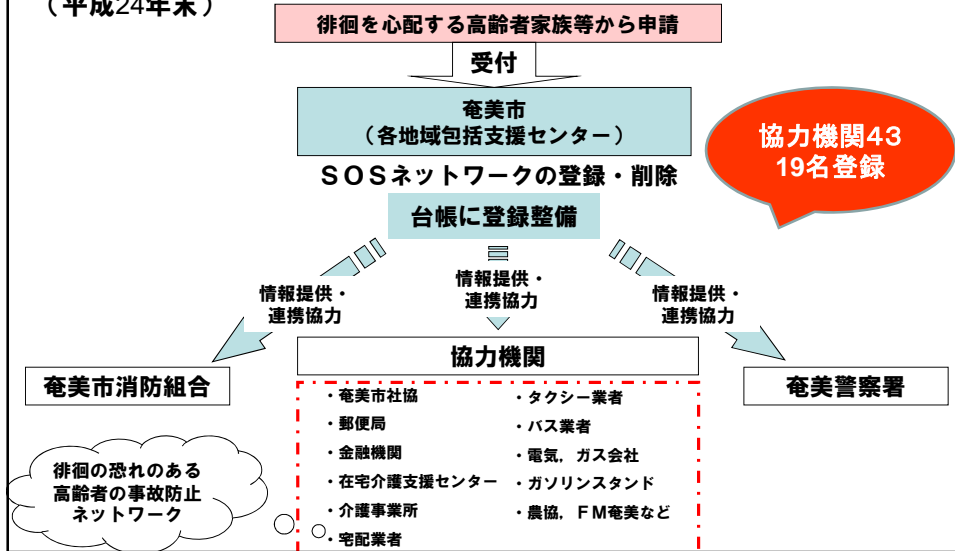 （平成24年末）
徘徊を心配する高齢者家族等から申請
受付
奄美市
（各地域包括支援センター）
協力機関43
19名登録
ＳＯＳネットワークの登録・削除
台帳に登録整備
情報提供・
連携協力
情報提供・
連携協力
情報提供・
連携協力
奄美市消防組合
協力機関
奄美警察署
・奄美市社協
・郵便局
・金融機関
・在宅介護支援センター
・介護事業所
・宅配業者
・タクシー業者
・バス業者
・電気，ガス会社
・ガソリンスタンド
・農協，ＦＭ奄美など
徘徊の恐れのある
高齢者の事故防止
ネットワーク